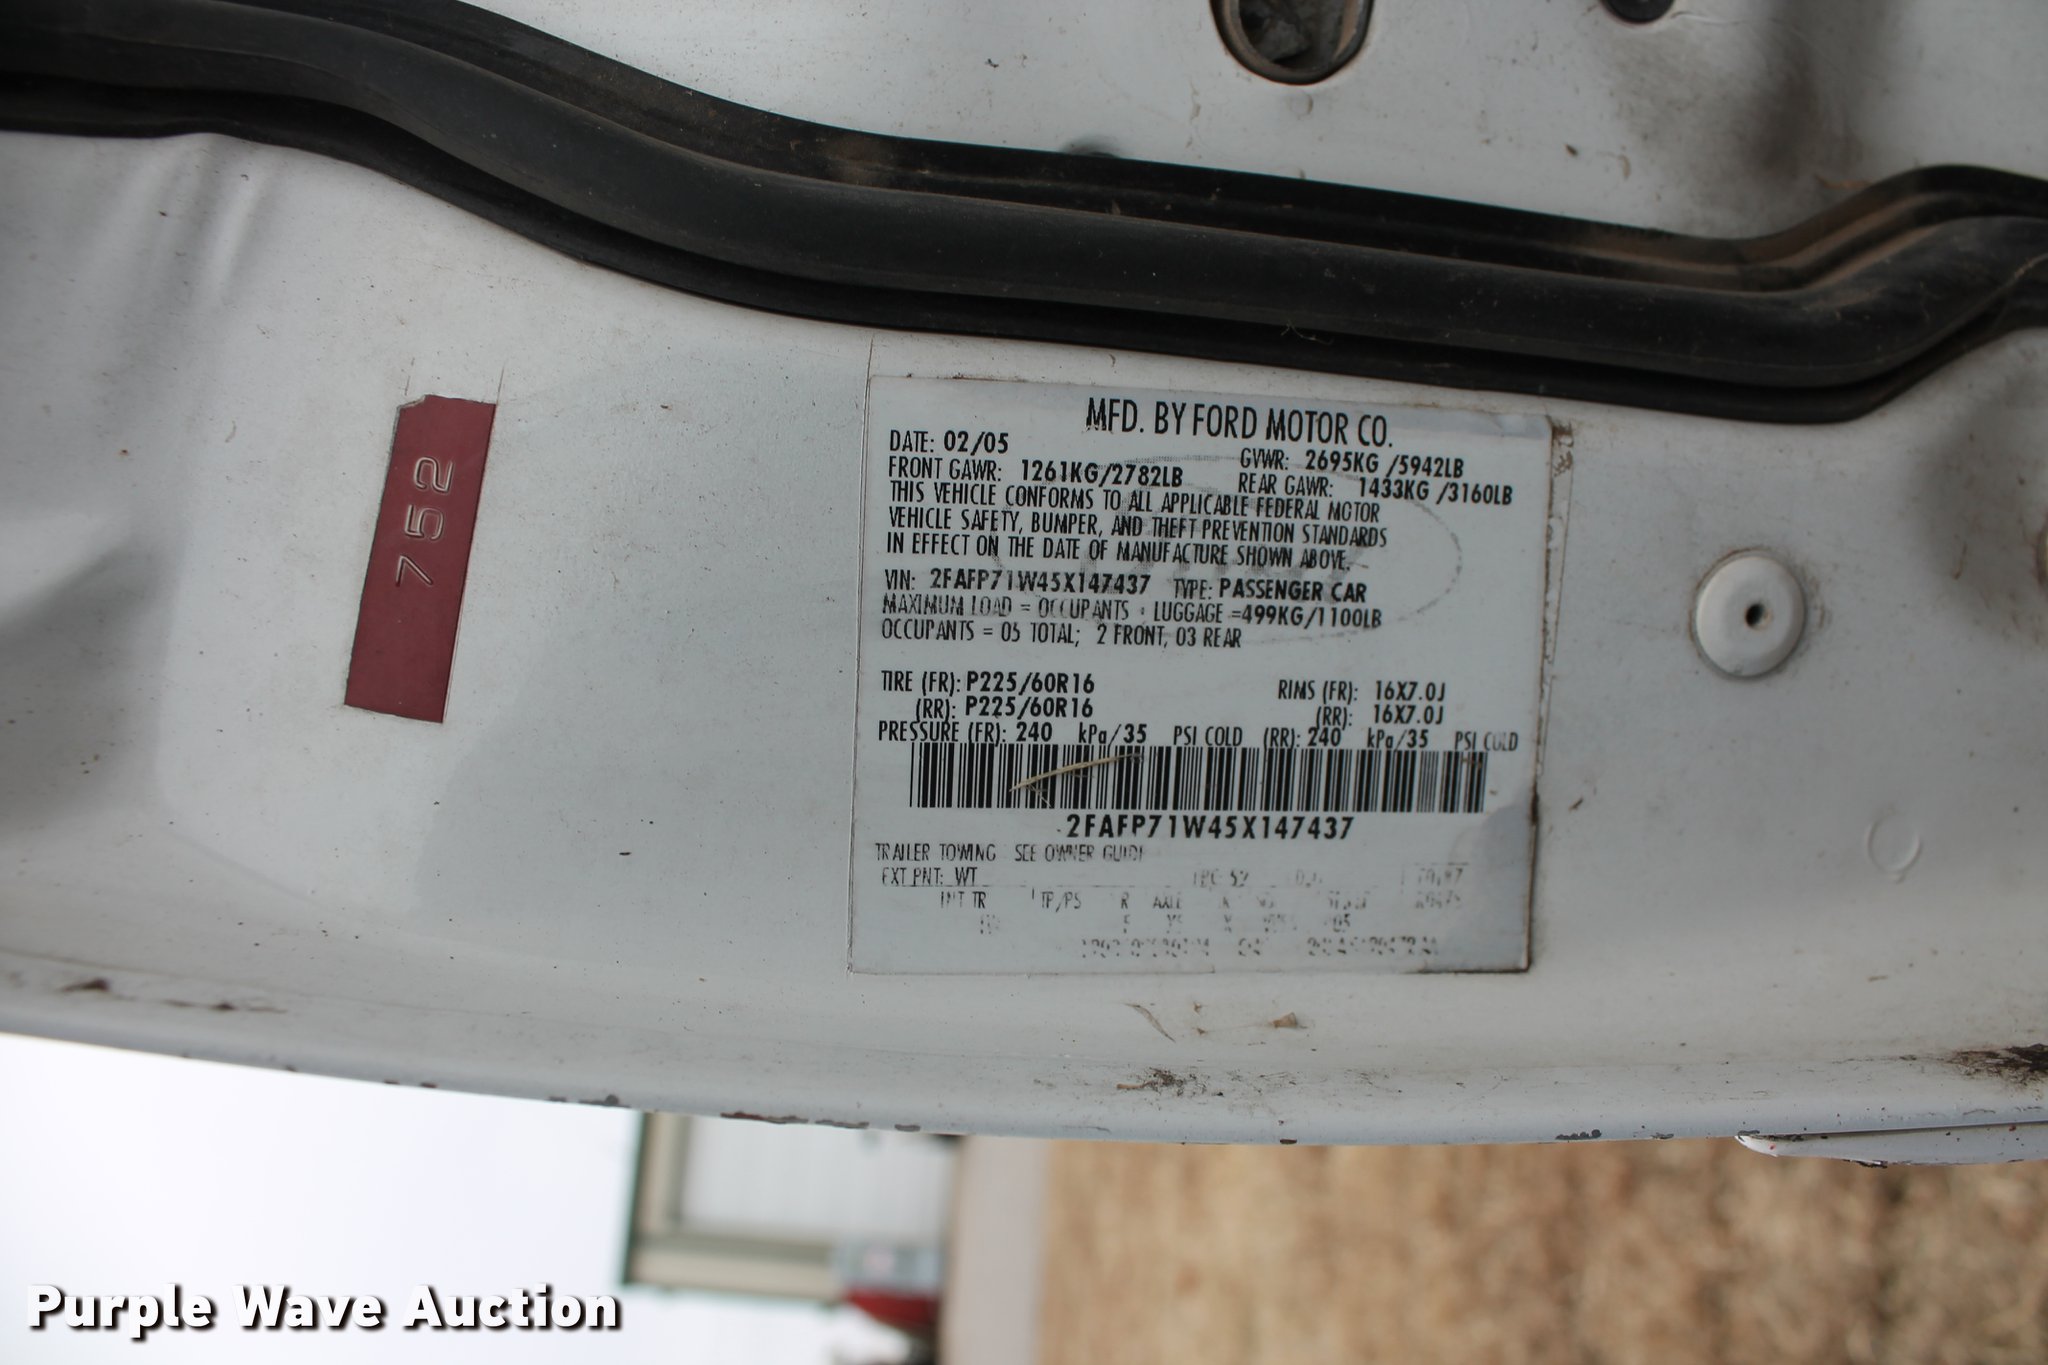 752
MFD. BY FORD MOTOR CO.
DATE: 02/05 GVWR: 2695KG /5942LB
FRONT GAWR: 1261KG/2782LB REAR GAWR: 1433KG /3160LB
THIS VEHICLE CONFORMS TO ALL APPLICABLE FEDERAL MOTOR
VEHICLE SAFETY, BUMPER, AND THEFT PREVENTION STANDARDS
IN EFFECT ON THE DATE OF MANUFACTURE SHOWN ABOVE.
VIN: 2FAFP71W45X147437 TYPE: PASSENGER CAR
MAXIMUM LOAD = OCCUPANTS + LUGGAGE =499KG/1100LB
OCCUPANTS = 05 TOTAL; 2 FRONT, 03 REAR
TIRE (FR): P225/60R16 RIMS (FR): 16X7.0J
(RR): P225/60R16 (RR): 16X7.0J
PRESSURE (FR): 240 kPa/35 PSI COLD (RR): 240 kPa/35 PSI COLD
2FAFP71W45X147437
TRAILER TOWING SEE OWNER GUIDE
EXT PNT: WT
INT TR TP/PS R AXLE
Purple Wave Auction